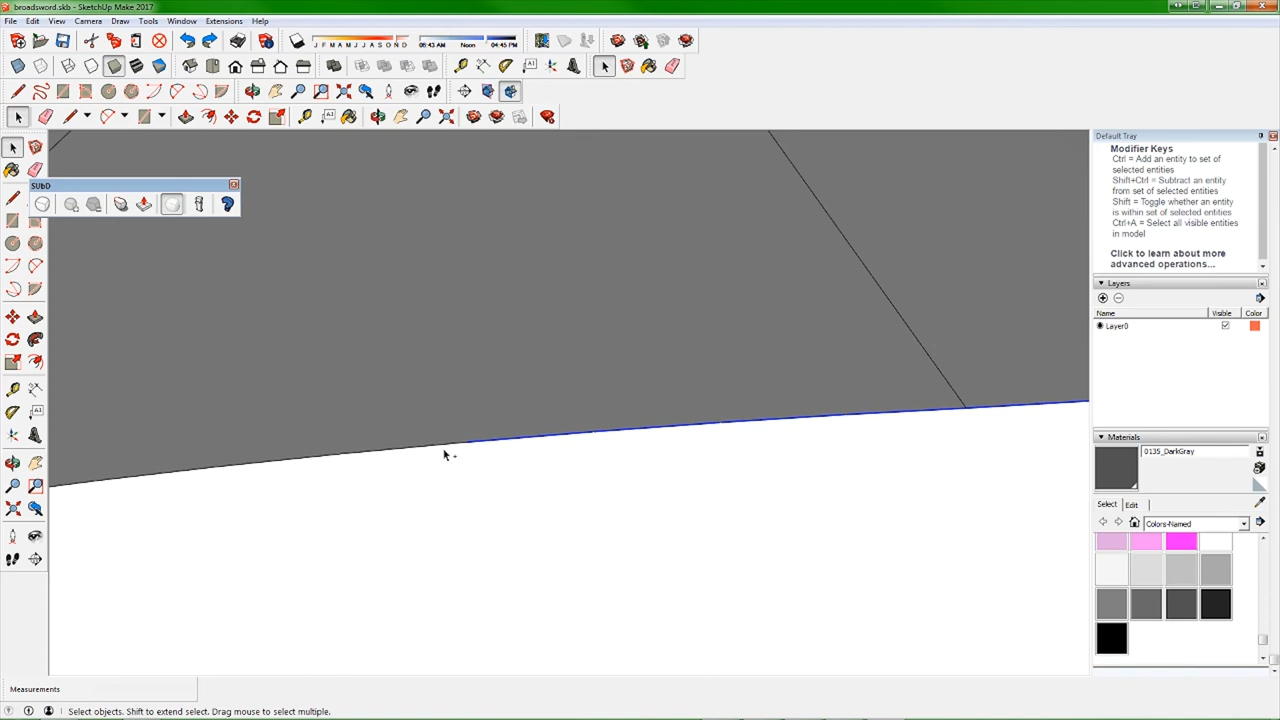 broadsword.skb - SketchUp Make 2017
File Edit View Camera Draw Tools Window Extensions Help
J F M A M J J A S O N D 06:43 AM Noon 04:45 PM
SUbD
Default Tray
Modifier Keys
Ctrl = Add an entity to set of
selected entities
Shift+Ctrl = Subtract an entity
from set of selected entities
Shift = Toggle whether an entity
is within set of selected entities
Ctrl+A = Select all visible entities
in model
Click to learn about more
advanced operations...
Layers
Name Visible Color
Layer0
Materials
0135_DarkGray
Select Edit
Colors-Named
Measurements
Select objects. Shift to extend select. Drag mouse to select multiple.